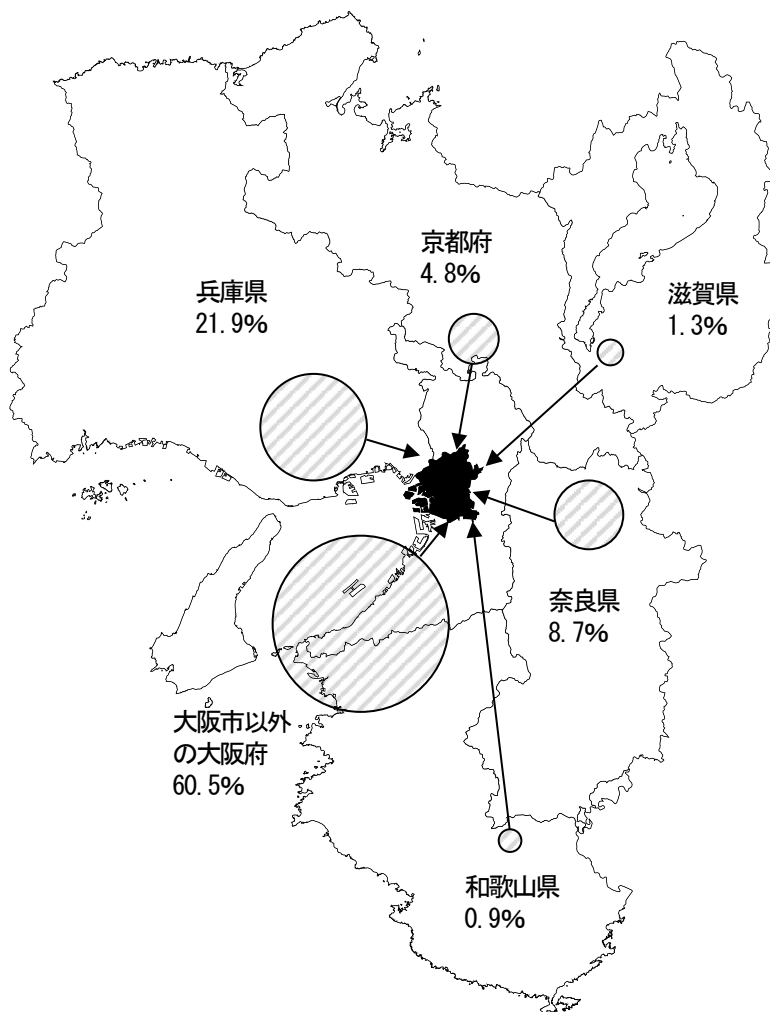 京都府
4.8%
兵庫県
21.9%
滋賀県
1.3%
奈良県
8.7%
大阪市以外
の大阪府
60.5%
和歌山県
0.9%